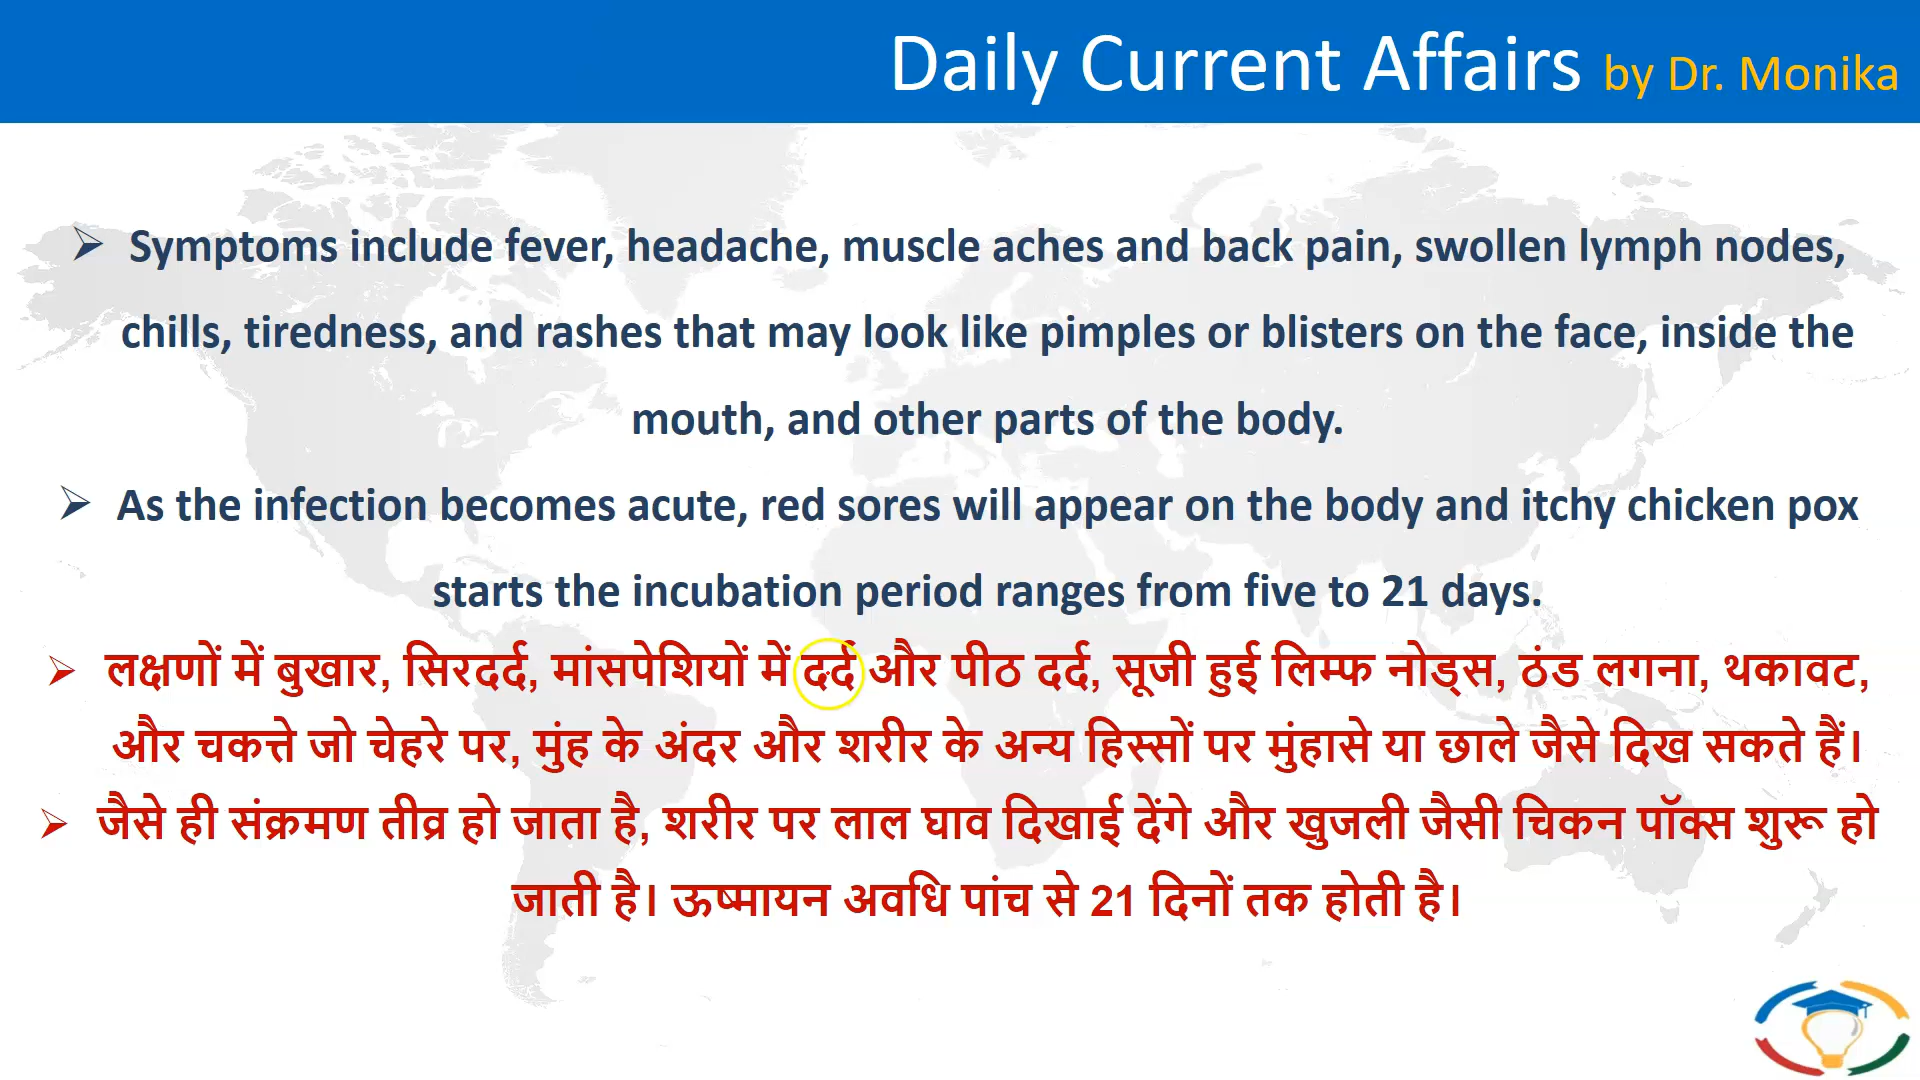 Daily Current Affairs by Dr. Monika
➢ Symptoms include fever, headache, muscle aches and back pain, swollen lymph nodes,
chills, tiredness, and rashes that may look like pimples or blisters on the face, inside the
mouth, and other parts of the body.
➢ As the infection becomes acute, red sores will appear on the body and itchy chicken pox
starts the incubation period ranges from five to 21 days.
➢ लक्षणों में बुखार, सिरदर्द, मांसपेशियों में दर्द और पीठ दर्द, सूजी हुई लिम्फ नोड्स, ठंड लगना, थकावट,
और चकत्ते जो चेहरे पर, मुंह के अंदर और शरीर के अन्य हिस्सों पर मुंहासे या छाले जैसे दिख सकते हैं।
➢ जैसे ही संक्रमण तीव्र हो जाता है, शरीर पर लाल घाव दिखाई देंगे और खुजली जैसी चिकन पॉक्स शुरू हो
जाती है। ऊष्मायन अवधि पांच से 21 दिनों तक होती है।